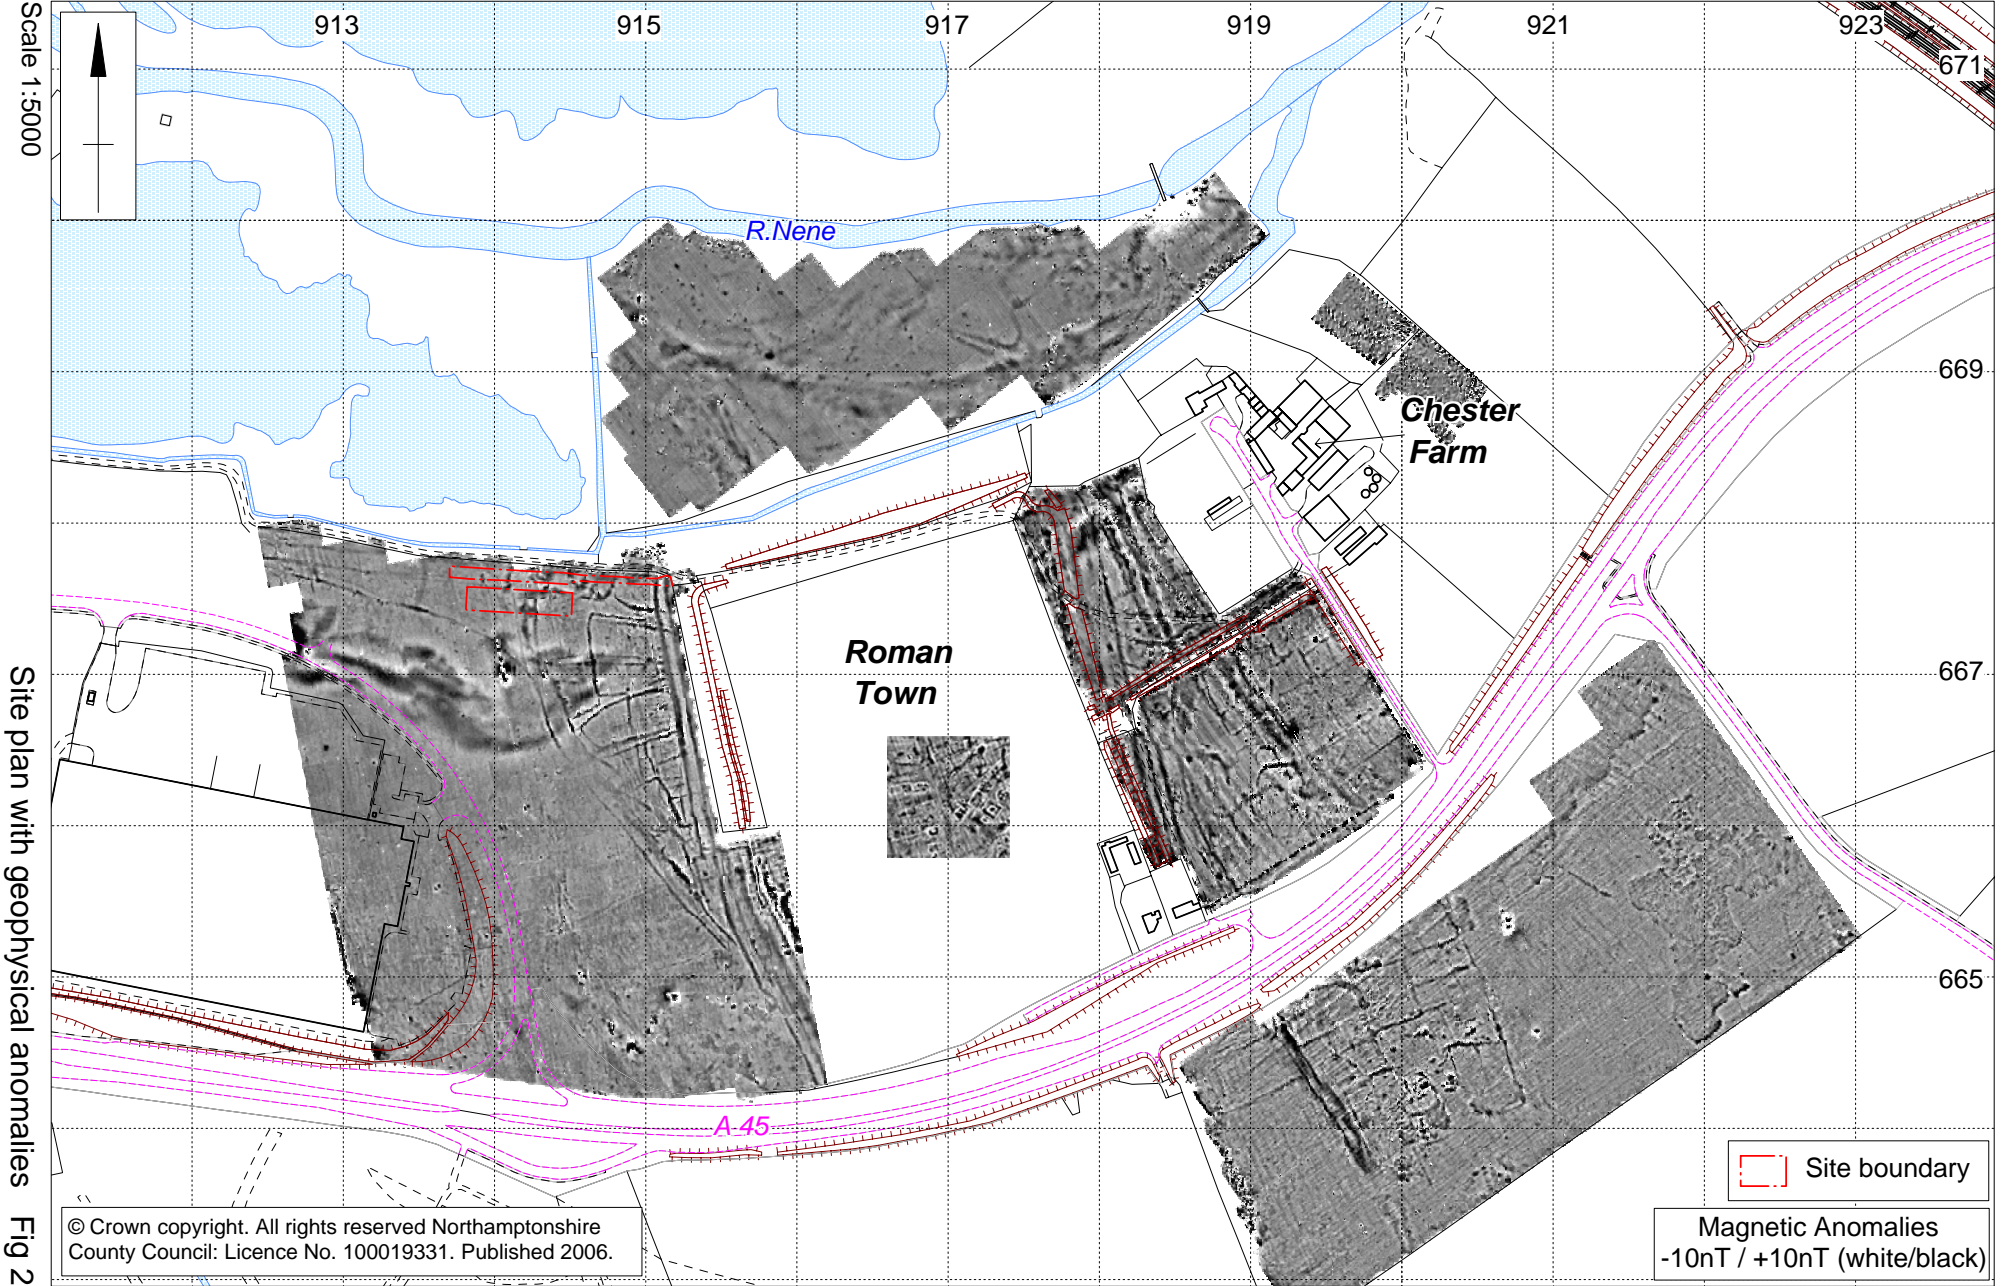 913
915
917
919
921
923
671
Scale 1:5000
R.Nene
669
Chester
Farm
Roman
Town
667
665
A 45
Site boundary
Magnetic Anomalies
-10nT / +10nT (white/black)
© Crown copyright. All rights reserved Northamptonshire
County Council: Licence No. 100019331. Published 2006.
Site plan with geophysical anomalies Fig 2